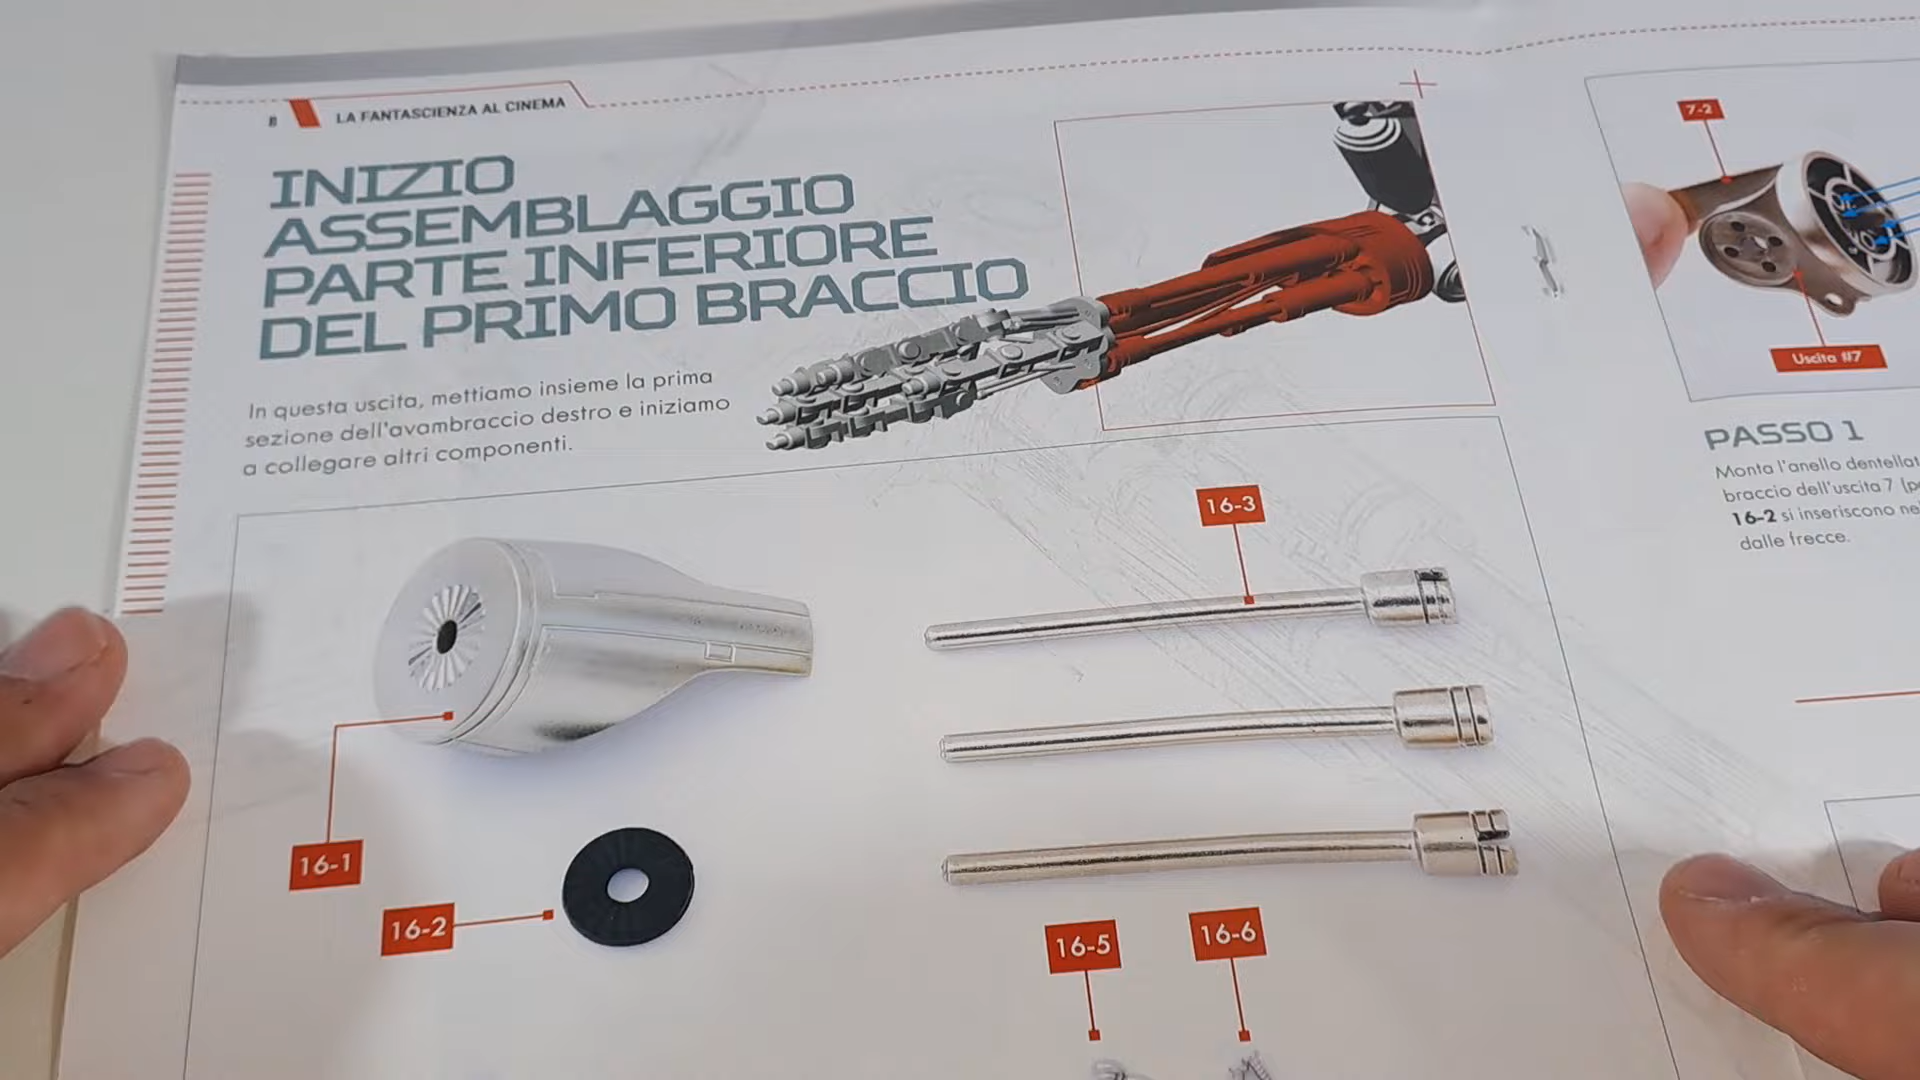 8 LA FANTASCIENZA AL CINEMA
INIZIO
ASSEMBLAGGIO
PARTE INFERIORE
DEL PRIMO BRACCIO
In questa uscita, mettiamo insieme la prima
sezione dell'avambraccio destro e iniziamo
a collegare altri componenti.
16-1
16-2
16-3
16-5
16-6
7-2
Uscita #7
PASSO 1
Monta l'anello dentellat
braccio dell'uscita 7 (p
16-2 si inseriscono ne
dalle frecce.